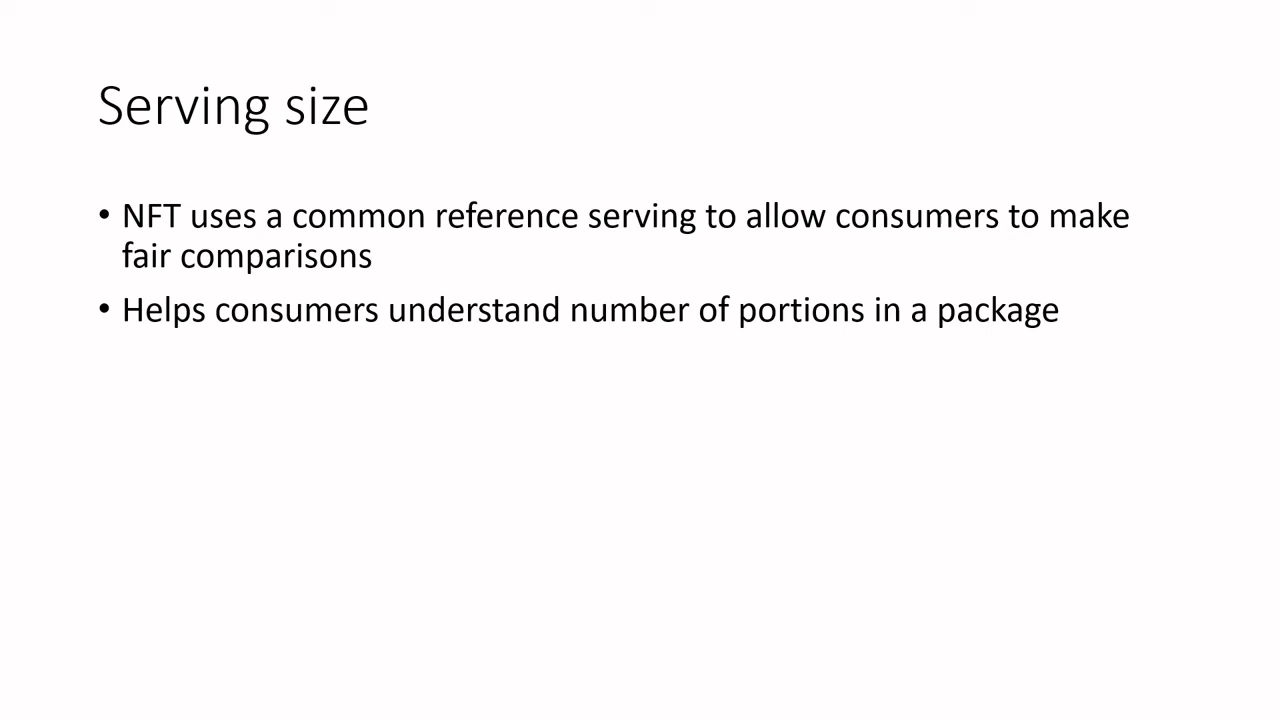 Serving size
• NFT uses a common reference serving to allow consumers to make
fair comparisons
• Helps consumers understand number of portions in a package